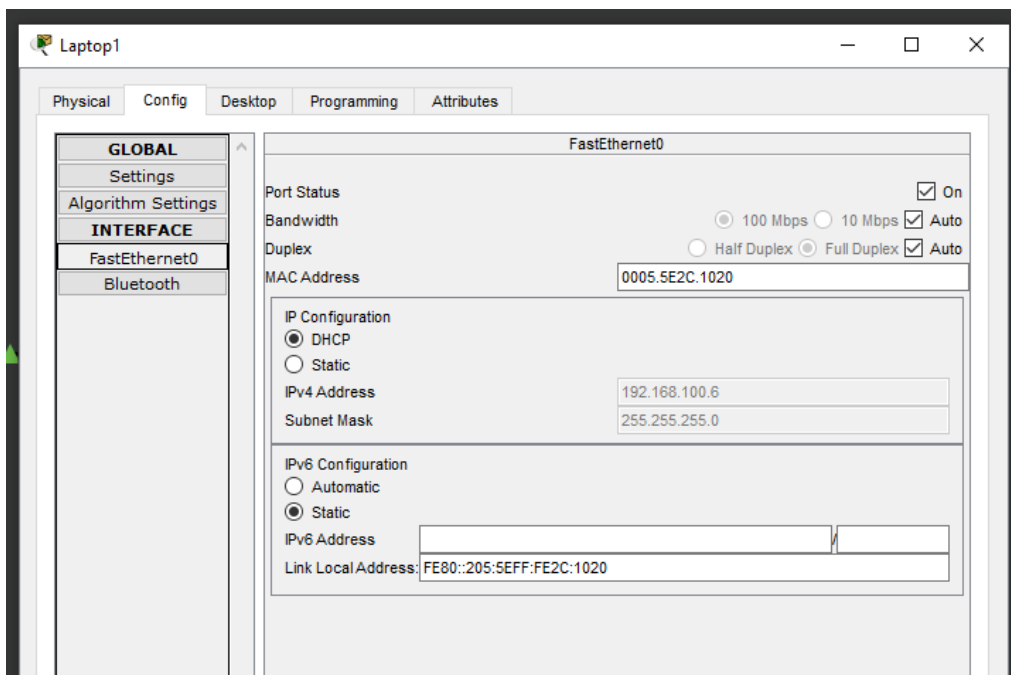 Laptop1
Physical Config Desktop Programming Attributes
GLOBAL
Settings
Algorithm Settings
INTERFACE
FastEthernet0
Bluetooth
FastEthernet0
Port Status On
Bandwidth 100 Mbps 10 Mbps Auto
Duplex Half Duplex Full Duplex Auto
MAC Address 0005.5E2C.1020
IP Configuration
DHCP
Static
IPv4 Address 192.168.100.6
Subnet Mask 255.255.255.0
IPv6 Configuration
Automatic
Static
IPv6 Address /
Link Local Address: FE80::205:5EFF:FE2C:1020